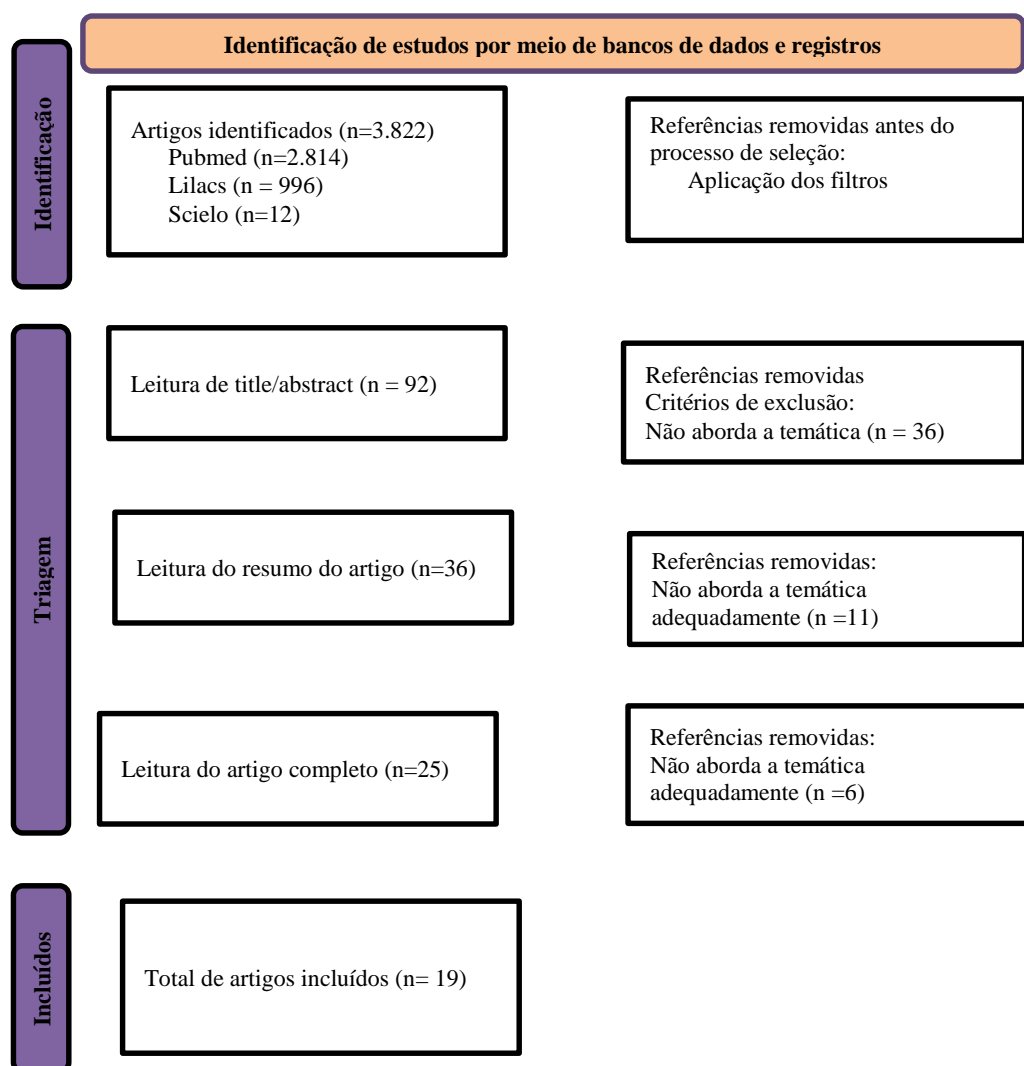 Identificação de estudos por meio de bancos de dados e registros
Identificação
Artigos identificados (n=3.822)
Pubmed (n=2.814)
Lilacs (n = 996)
Scielo (n=12)
Referências removidas antes do
processo de seleção:
Aplicação dos filtros
Triagem
Leitura de title/abstract (n = 92)
Referências removidas
Critérios de exclusão:
Não aborda a temática (n = 36)
Leitura do resumo do artigo (n=36)
Referências removidas:
Não aborda a temática
adequadamente (n =11)
Leitura do artigo completo (n=25)
Referências removidas:
Não aborda a temática
adequadamente (n =6)
Incluídos
Total de artigos incluídos (n= 19)